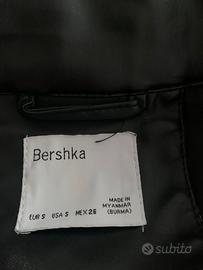 Bershka
EUR S USA S MEX 26
MADE IN
MYANMAR
(BURMA)
subito